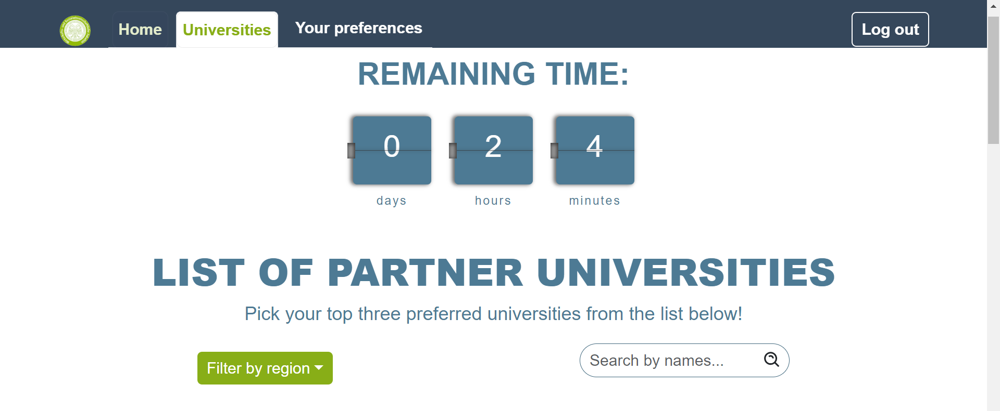 Home
Universities
Your preferences
Log out
REMAINING TIME:
0 2 4
days hours minutes
LIST OF PARTNER UNIVERSITIES
Pick your top three preferred universities from the list below!
Filter by region
Search by names...